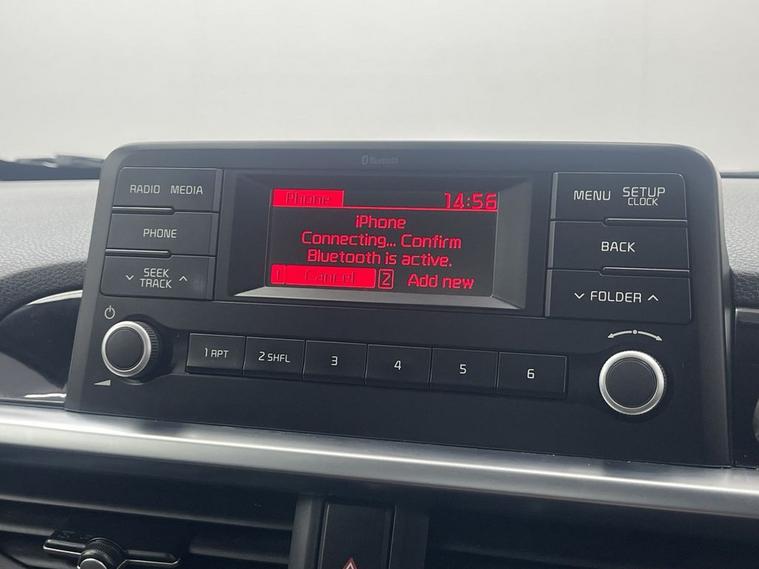 Bluetooth
RADIO MEDIA
PHONE
SEEK
TRACK
Phone 14:56
iPhone
Connecting... Confirm
Bluetooth is active.
1 Cancel 2 Add new
MENU SETUP
CLOCK
BACK
FOLDER
1 RPT 2 SHFL 3 4 5 6